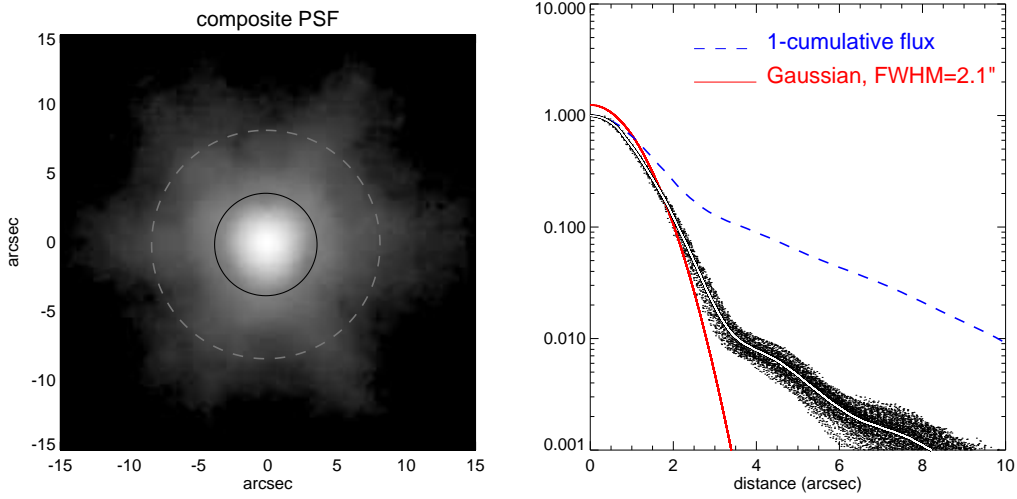 composite PSF
15
10
5
0
-5
-10
-15
arcsec
-15 -10 -5 0 5 10 15
arcsec
10.000
1.000
0.100
0.010
0.001
1-cumulative flux
Gaussian, FWHM=2.1"
0 2 4 6 8 10
distance (arcsec)